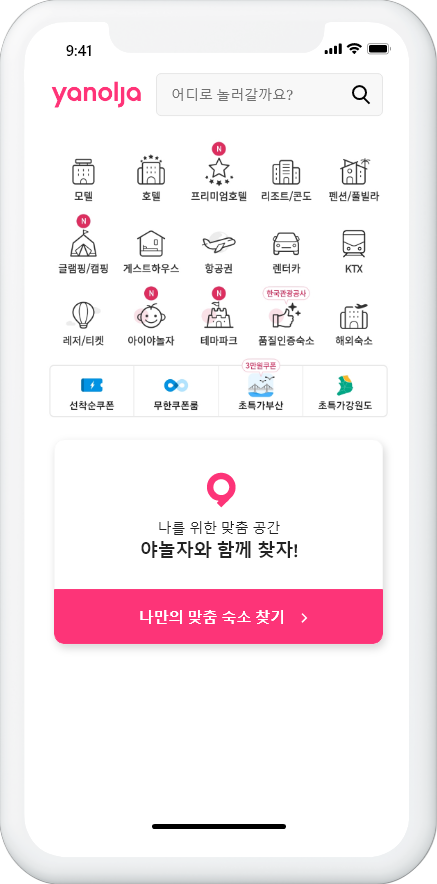 9:41
yanolja
어디로 놀러갈까요?
N
모텔 호텔 프리미엄호텔 리조트/콘도 펜션/풀빌라
N
글램핑/캠핑 게스트하우스 항공권 렌터카 KTX
N N 한국관광공사
레저/티켓 아이야놀자 테마파크 품질인증숙소 해외숙소
3만원쿠폰
선착순쿠폰 무한쿠폰룸 초특가부산 초특가강원도
나를 위한 맞춤 공간
야놀자와 함께 찾자!
나만의 맞춤 숙소 찾기 >